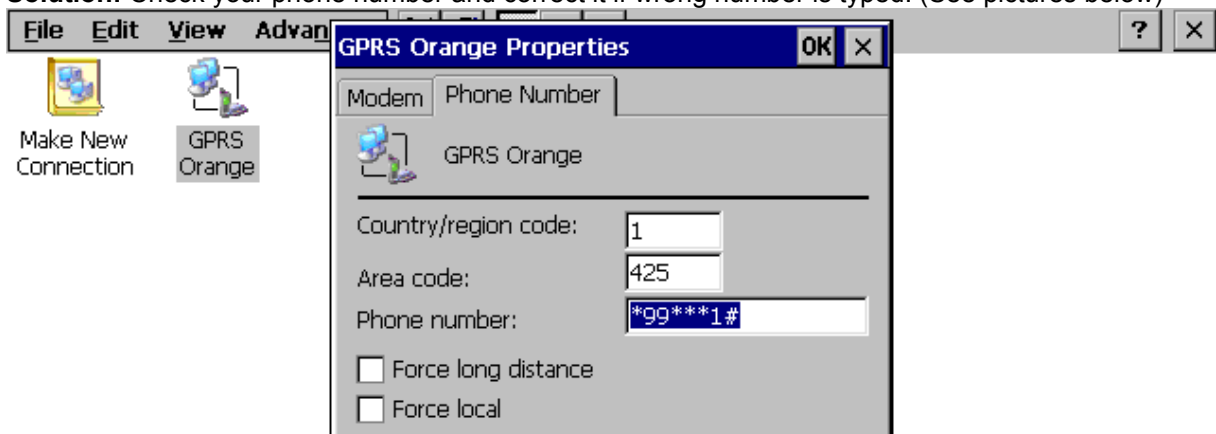 Solution: Check your phone number and correct it if wrong number is typed. (See pictures below)
File Edit View Advan
GPRS Orange Properties OK ×
? ×
Modem Phone Number
Make New Connection
GPRS Orange
GPRS Orange
Country/region code: 1
Area code: 425
Phone number: *99***1#
Force long distance
Force local